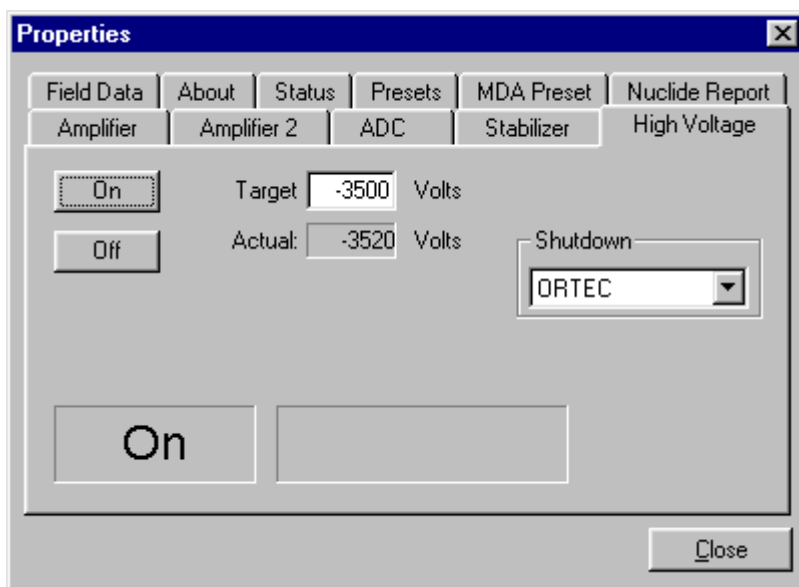 Properties
Field Data About Status Presets MDA Preset Nuclide Report
Amplifier Amplifier 2 ADC Stabilizer High Voltage
On Target -3500 Volts
Off Actual: -3520 Volts
Shutdown
ORTEC
On
Close